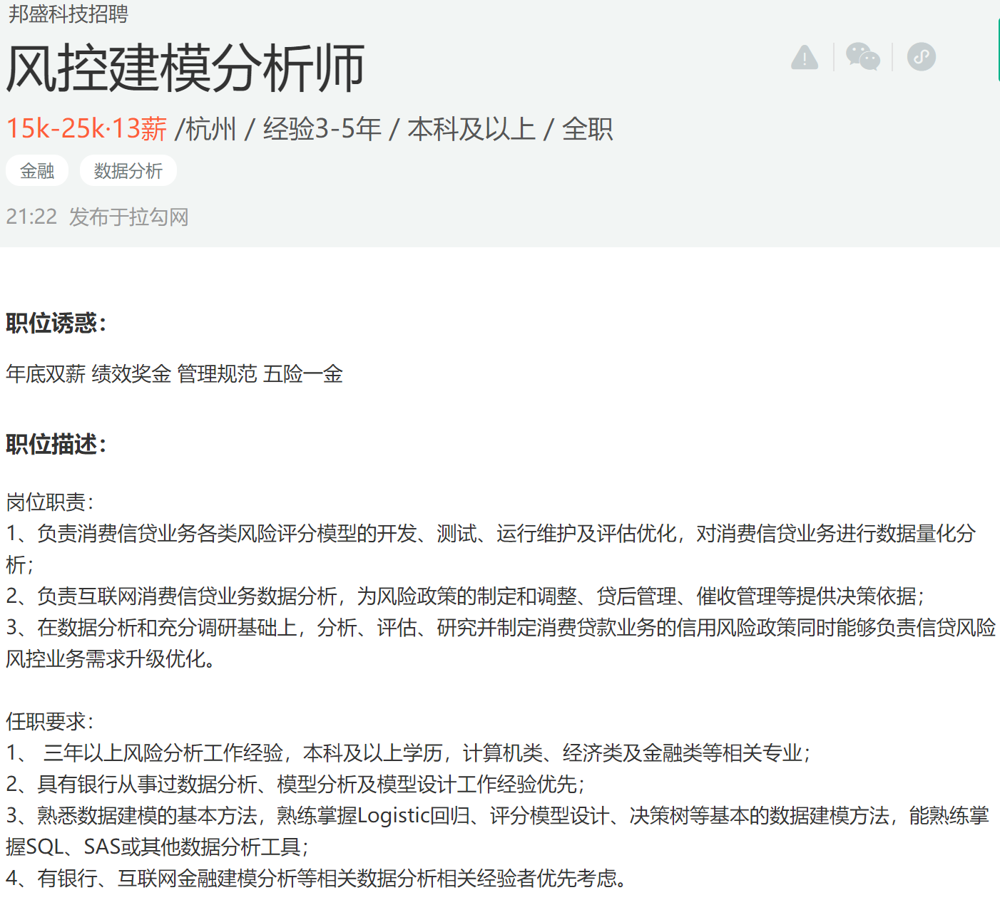 邦盛科技招聘
风控建模分析师
15k-25k·13薪 /杭州 / 经验3-5年 / 本科及以上 / 全职
金融 数据分析
21:22 发布于拉勾网
职位诱惑：
年底双薪 绩效奖金 管理规范 五险一金
职位描述：
岗位职责：
1、负责消费信贷业务各类风险评分模型的开发、测试、运行维护及评估优化，对消费信贷业务进行数据量化分
析；
2、负责互联网消费信贷业务数据分析，为风险政策的制定和调整、贷后管理、催收管理等提供决策依据；
3、在数据分析和充分调研基础上，分析、评估、研究并制定消费贷款业务的信用风险政策同时能够负责信贷风险
风控业务需求升级优化。
任职要求：
1、 三年以上风险分析工作经验，本科及以上学历，计算机类、经济类及金融类等相关专业；
2、具有银行从事过数据分析、模型分析及模型设计工作经验优先；
3、熟悉数据建模的基本方法，熟练掌握Logistic回归、评分模型设计、决策树等基本的数据建模方法，能熟练掌
握SQL、SAS或其他数据分析工具；
4、有银行、互联网金融建模分析等相关数据分析相关经验者优先考虑。